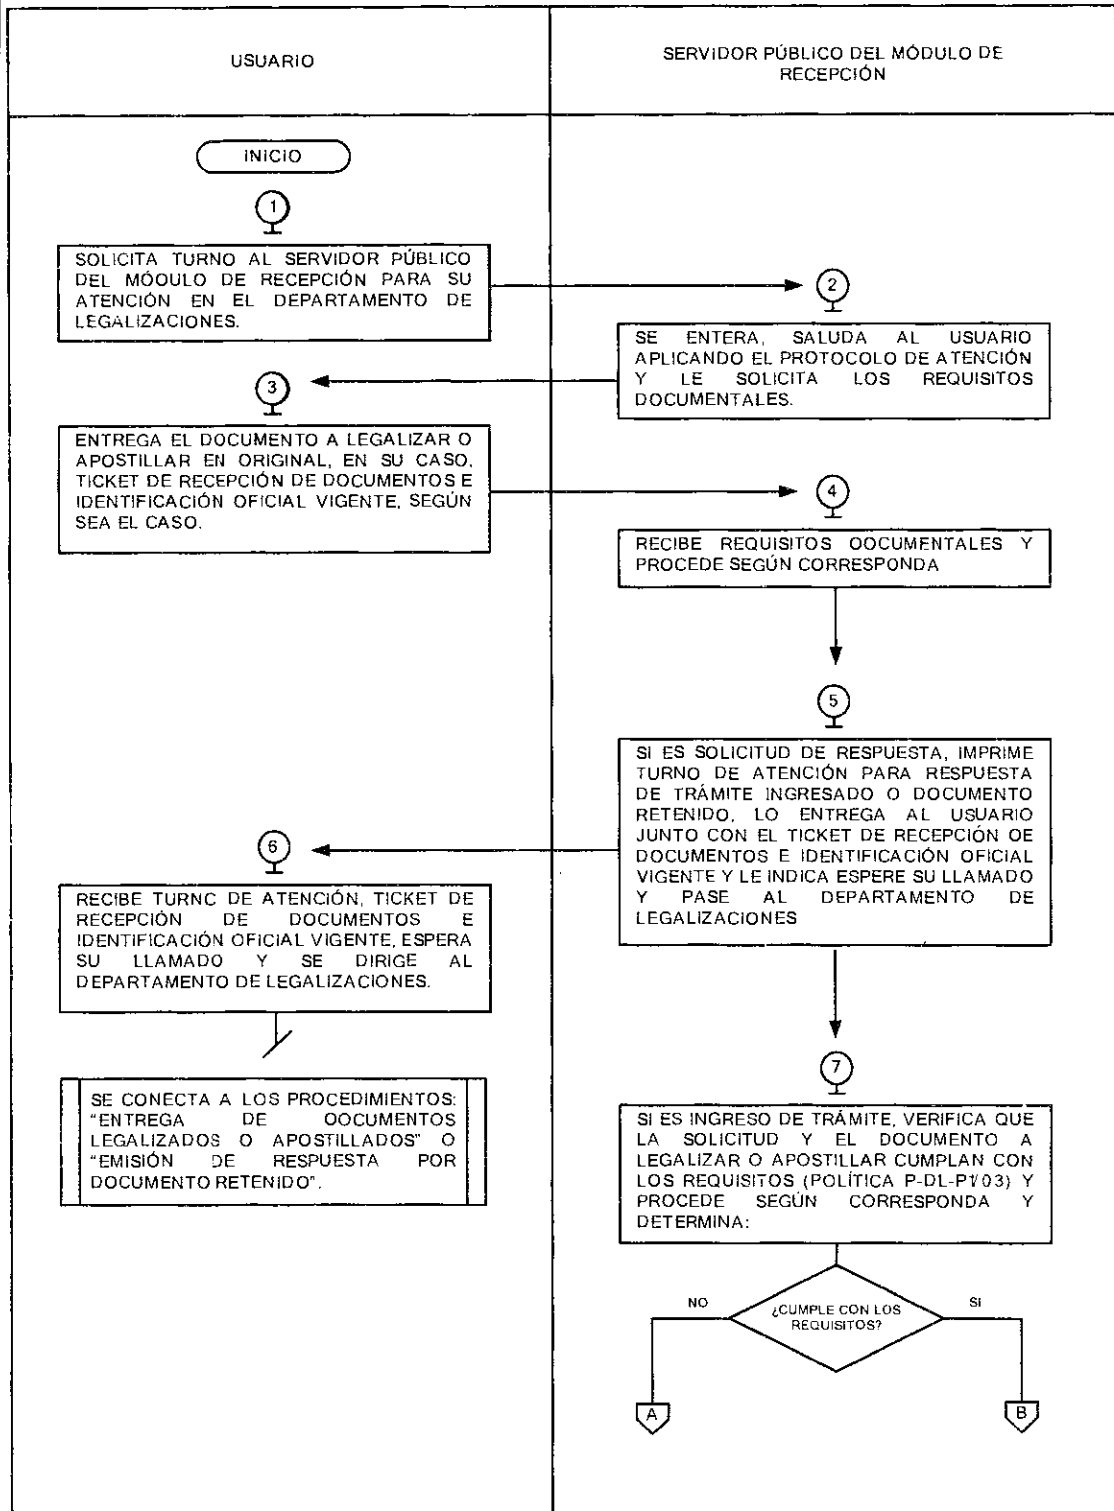 USUARIO
SERVIDOR PÚBLICO DEL MÓDULO DE
RECEPCIÓN
INICIO
1
SOLICITA TURNO AL SERVIDOR PÚBLICO
DEL MÓOULO DE RECEPCIÓN PARA SU
ATENCIÓN EN EL DEPARTAMENTO DE
LEGALIZACIONES.
2
SE ENTERA, SALUDA AL USUARIO
APLICANDO EL PROTOCOLO DE ATENCIÓN
Y LE SOLICITA LOS REQUISITOS
DOCUMENTALES.
3
ENTREGA EL DOCUMENTO A LEGALIZAR O
APOSTILLAR EN ORIGINAL, EN SU CASO,
TICKET DE RECEPCIÓN DE DOCUMENTOS E
IDENTIFICACIÓN OFICIAL VIGENTE, SEGÚN
SEA EL CASO.
4
RECIBE REQUISITOS OOCUMENTALES Y
PROCEDE SEGÚN CORRESPONDA
5
SI ES SOLICITUD DE RESPUESTA, IMPRIME
TURNO DE ATENCIÓN PARA RESPUESTA
DE TRÁMITE INGRESADO O DOCUMENTO
RETENIDO, LO ENTREGA AL USUARIO
JUNTO CON EL TICKET DE RECEPCIÓN OE
DOCUMENTOS E IDENTIFICACIÓN OFICIAL
VIGENTE Y LE INDICA ESPERE SU LLAMADO
Y PASE AL DEPARTAMENTO DE
LEGALIZACIONES
6
RECIBE TURNC DE ATENCIÓN, TICKET DE
RECEPCIÓN DE DOCUMENTOS E
IDENTIFICACIÓN OFICIAL VIGENTE, ESPERA
SU LLAMADO Y SE DIRIGE AL
DEPARTAMENTO DE LEGALIZACIONES.
SE CONECTA A LOS PROCEDIMIENTOS:
"ENTREGA DE OOCUMENTOS
LEGALIZADOS O APOSTILLADOS" O
"EMISIÓN DE RESPUESTA POR
DOCUMENTO RETENIDO".
7
SI ES INGRESO DE TRÁMITE, VERIFICA QUE
LA SOLICITUD Y EL DOCUMENTO A
LEGALIZAR O APOSTILLAR CUMPLAN CON
LOS REQUISITOS (POLÍTICA P-DL-P1/03) Y
PROCEDE SEGÚN CORRESPONDA Y
DETERMINA:
¿CUMPLE CON LOS
REQUISITOS?
NO
SI
A
B